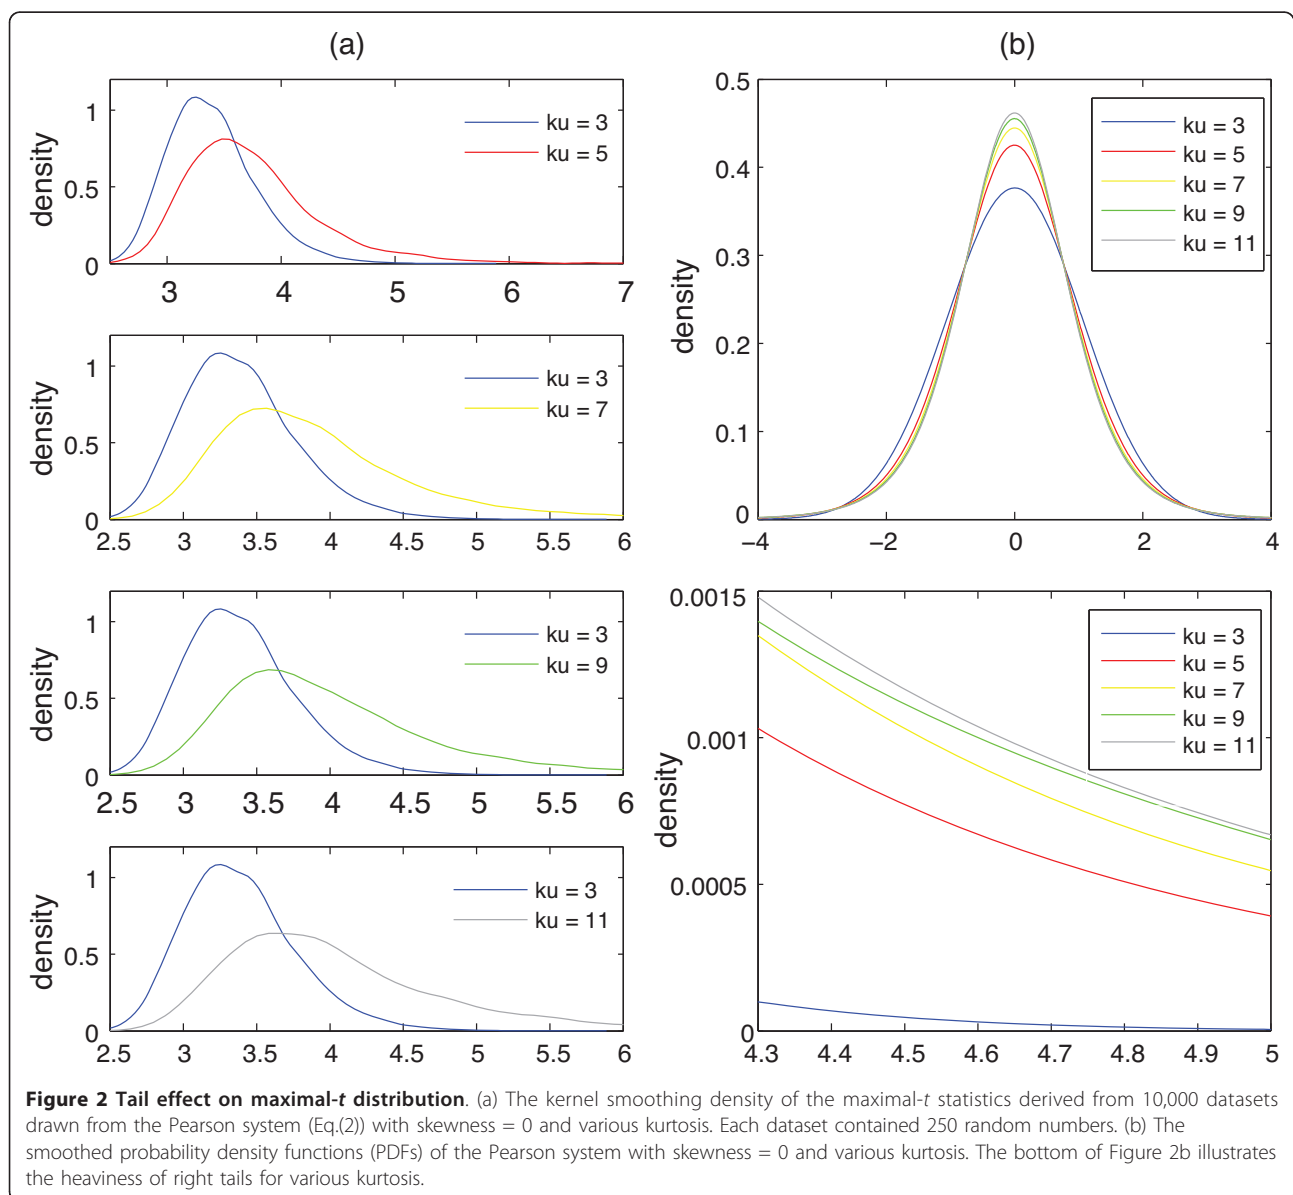 (a)
density
1
0.5
0
3
4
5
6
7
ku = 3
ku = 5
density
1
0.5
0
2.5
3
3.5
4
4.5
5
5.5
6
ku = 3
ku = 7
density
1
0.5
0
2.5
3
3.5
4
4.5
5
5.5
6
ku = 3
ku = 9
density
1
0.5
0
2.5
3
3.5
4
4.5
5
5.5
6
ku = 3
ku = 11
(b)
density
0.5
0.4
0.3
0.2
0.1
0
−4
−2
0
2
4
ku = 3
ku = 5
ku = 7
ku = 9
ku = 11
density
0.0015
0.001
0.0005
0
4.3
4.4
4.5
4.6
4.7
4.8
4.9
5
ku = 3
ku = 5
ku = 7
ku = 9
ku = 11
Figure 2 Tail effect on maximal-t distribution. (a) The kernel smoothing density of the maximal-t statistics derived from 10,000 datasets
drawn from the Pearson system (Eq.(2)) with skewness = 0 and various kurtosis. Each dataset contained 250 random numbers. (b) The
smoothed probability density functions (PDFs) of the Pearson system with skewness = 0 and various kurtosis. The bottom of Figure 2b illustrates
the heaviness of right tails for various kurtosis.